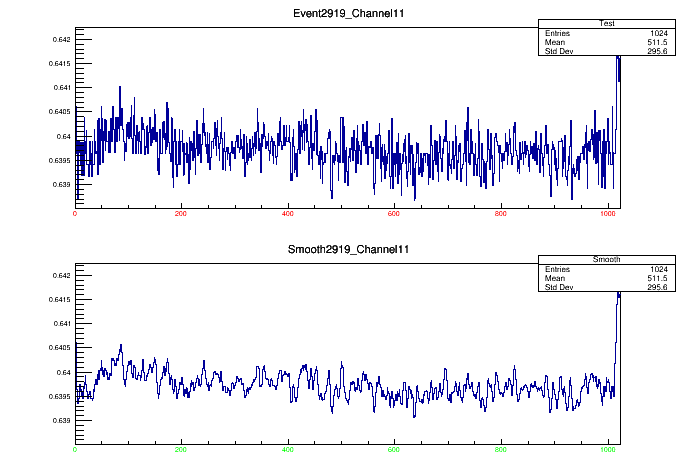 Event2919_Channel11
Test
Entries 1024
Mean 511.5
Std Dev 295.6
0.642
0.6415
0.641
0.6405
0.64
0.6395
0.639
0 200 400 600 800 1000
Smooth2919_Channel11
Smooth
Entries 1024
Mean 511.5
Std Dev 295.6
0.642
0.6415
0.641
0.6405
0.64
0.6395
0.639
0 200 400 600 800 1000